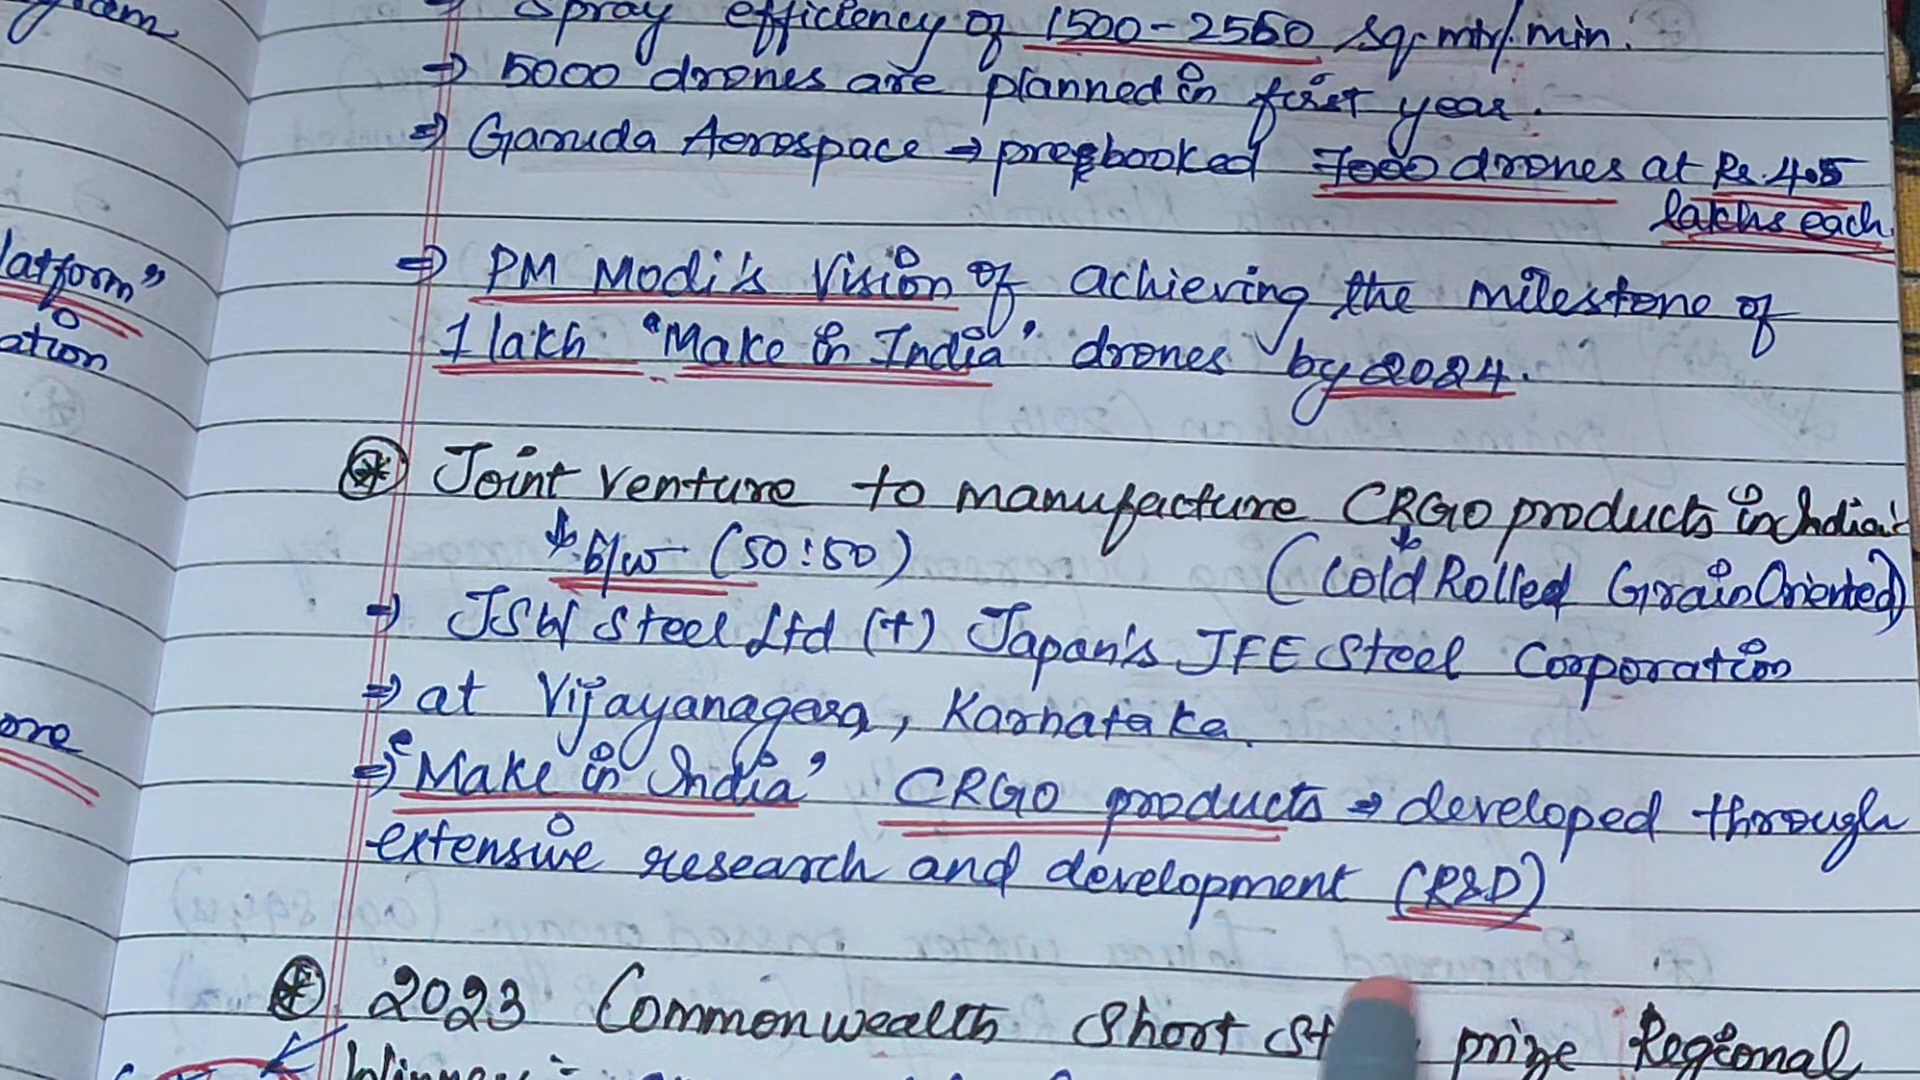 Spray efficiency of 1500-2550 sq.mtr/min.
⇒ 5000 drones are planned in first year.
⇒ Garuda Aerospace → prebooked 7000 drones at Rs. 4.5
lakhs each.
⇒ PM Modi's Vision of achieving the milestone of
1 lakh "Make in India" drones by 2024.
Joint Venture to manufacture CRGO products in India:
↓ b/w (50:50) (Cold Rolled Grain Oriented)
⇒ JSW Steel Ltd (+) Japan's JFE Steel Corporation
⇒ at Vijayanagara, Karnataka.
⇒ "Make in India" CRGO products → developed through
extensive research and development (R&D)
2023 Commonwealth Short prize Regional
latform"
ation